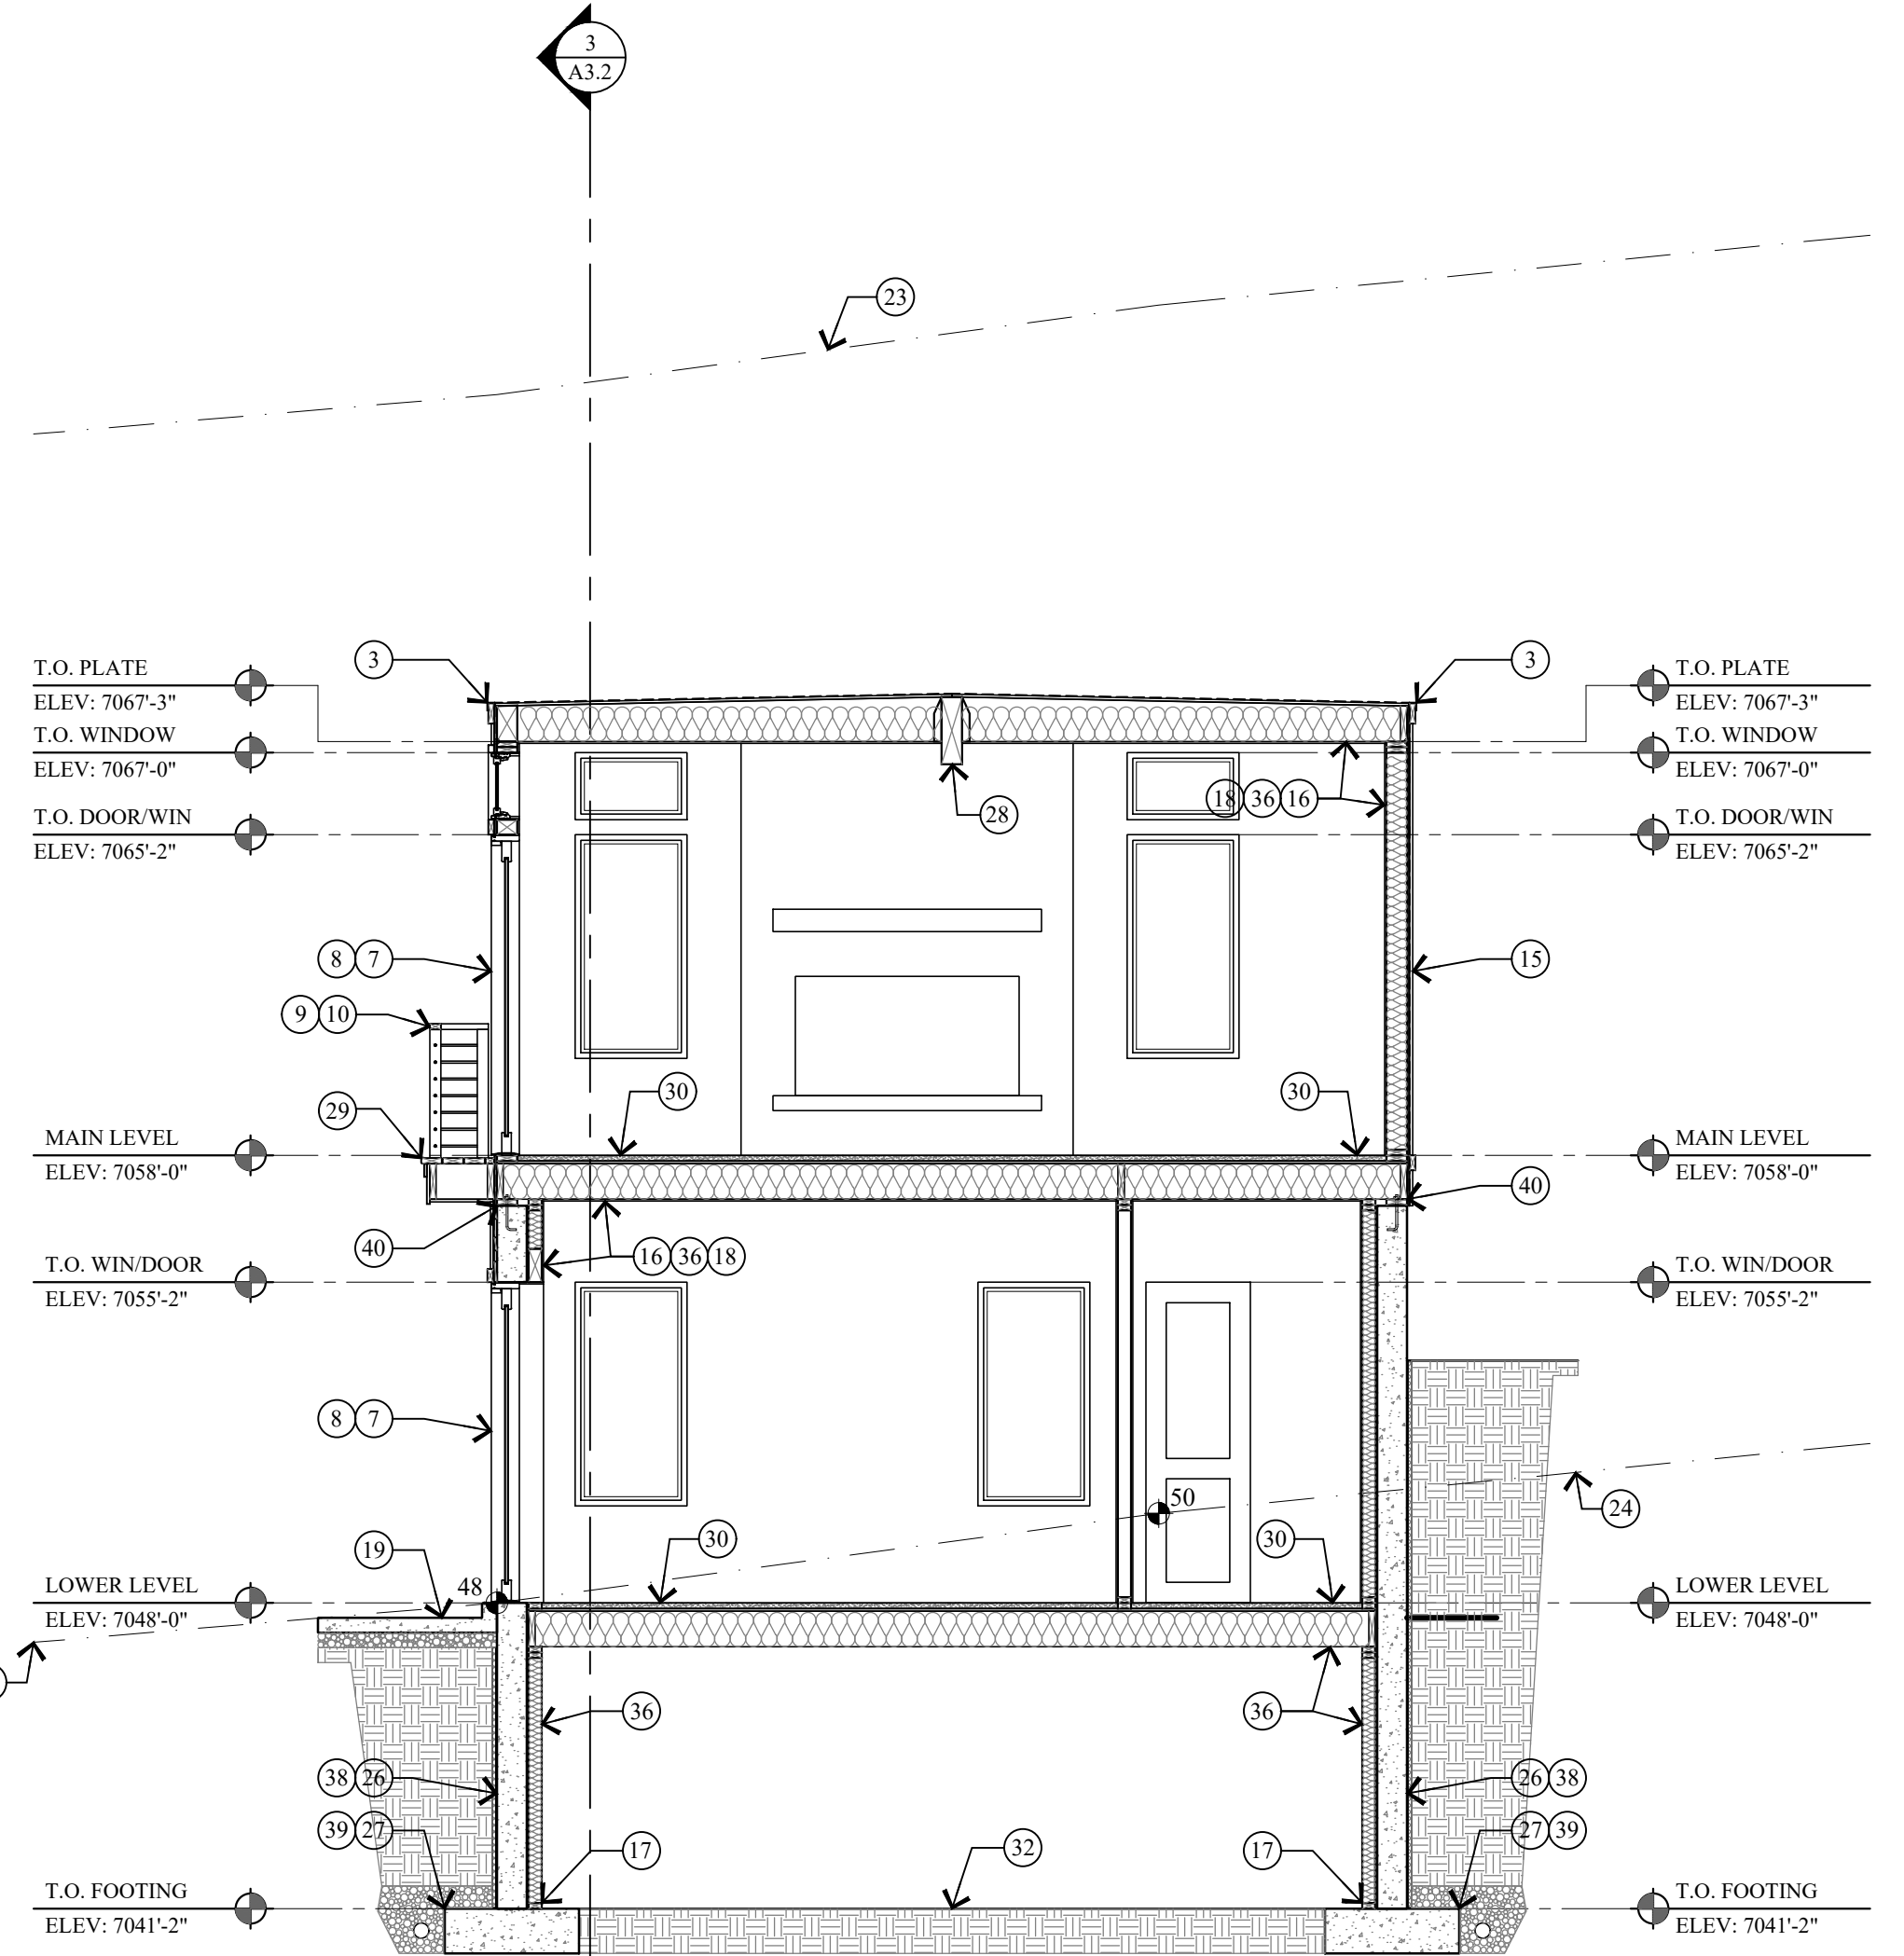 3
A3.2
23
T.O. PLATE
ELEV: 7067'-3"
3
3
T.O. PLATE
ELEV: 7067'-3"
T.O. WINDOW
ELEV: 7067'-0"
T.O. WINDOW
ELEV: 7067'-0"
18 36 16
28
T.O. DOOR/WIN
ELEV: 7065'-2"
T.O. DOOR/WIN
ELEV: 7065'-2"
8 7
15
9 10
30
30
29
MAIN LEVEL
ELEV: 7058'-0"
MAIN LEVEL
ELEV: 7058'-0"
40
40
16 36 18
T.O. WIN/DOOR
ELEV: 7055'-2"
T.O. WIN/DOOR
ELEV: 7055'-2"
8 7
50
24
19
30
30
48
LOWER LEVEL
ELEV: 7048'-0"
LOWER LEVEL
ELEV: 7048'-0"
36
36
38 26
26 38
39 27
27 39
17
32
17
T.O. FOOTING
ELEV: 7041'-2"
T.O. FOOTING
ELEV: 7041'-2"